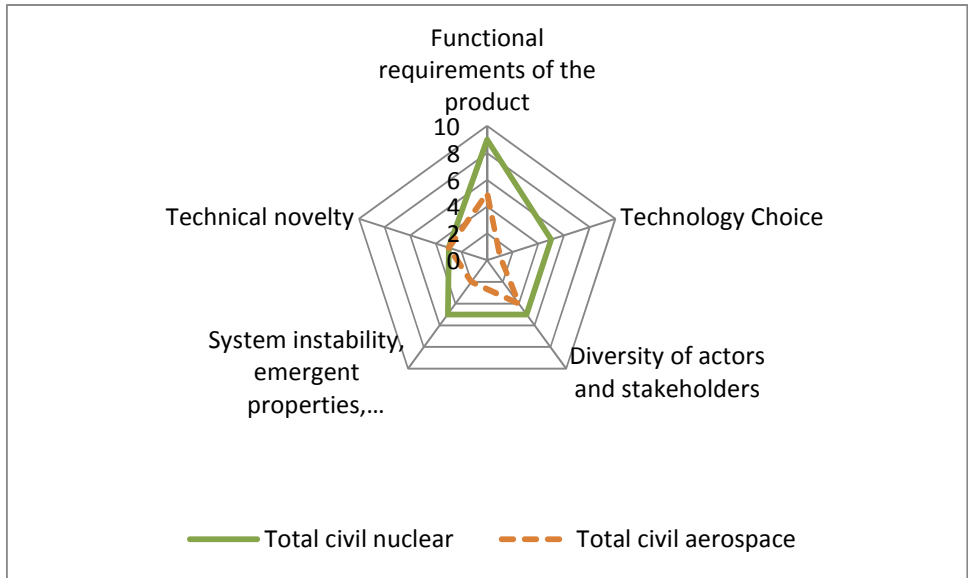 Functional
requirements of the
product
10
8
6
4
2
0
Technical novelty
Technology Choice
System instability,
emergent
properties,…
Diversity of actors
and stakeholders
Total civil nuclear
Total civil aerospace